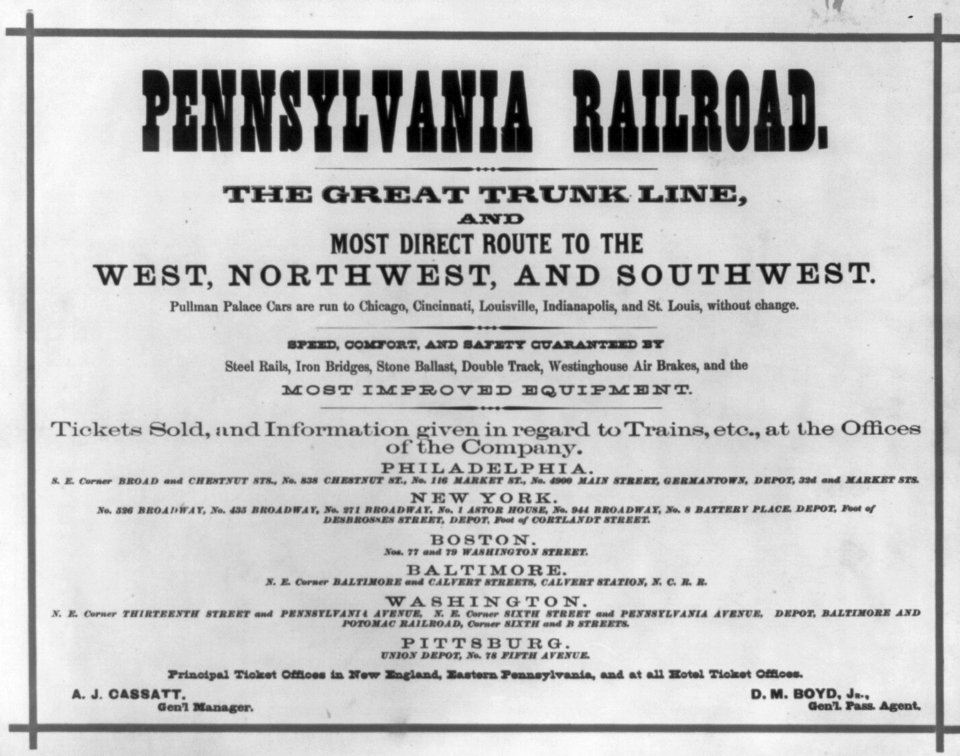 PENNSYLVANIA RAILROAD.
THE GREAT TRUNK LINE,
AND
MOST DIRECT ROUTE TO THE
WEST, NORTHWEST, AND SOUTHWEST.
Pullman Palace Cars are run to Chicago, Cincinnati, Louisville, Indianapolis, and St. Louis, without change.
SPEED, COMFORT, AND SAFETY GUARANTEED BY
Steel Rails, Iron Bridges, Stone Ballast, Double Track, Westinghouse Air Brakes, and the
MOST IMPROVED EQUIPMENT.
Tickets Sold, and Information given in regard to Trains, etc., at the Offices
of the Company.
PHILADELPHIA.
S. E. Corner BROAD and CHESTNUT STS., No. 838 CHESTNUT ST., No. 116 MARKET ST., No. 4900 MAIN STREET, GERMANTOWN, DEPOT, 32d and MARKET STS.
NEW YORK.
No. 526 BROADWAY, No. 435 BROADWAY, No. 271 BROADWAY, No. 1 ASTOR HOUSE, No. 944 BROADWAY, No. 8 BATTERY PLACE, DEPOT, Foot of
DESBROSSES STREET, DEPOT, Foot of CORTLANDT STREET.
BOSTON.
Nos. 77 and 79 WASHINGTON STREET.
BALTIMORE.
N. E. Corner BALTIMORE and CALVERT STREETS, CALVERT STATION, N. C. R. R.
WASHINGTON.
N. E. Corner THIRTEENTH STREET and PENNSYLVANIA AVENUE, N. E. Corner SIXTH STREET and PENNSYLVANIA AVENUE, DEPOT, BALTIMORE AND
POTOMAC RAILROAD, Corner SIXTH and B STREETS.
PITTSBURG.
UNION DEPOT, No. 78 FIFTH AVENUE.
Principal Ticket Offices in New England, Eastern Pennsylvania, and at all Hotel Ticket Offices.
A. J. CASSATT,
Gen'l Manager.
D. M. BOYD, Jr.,
Gen'l Pass. Agent.